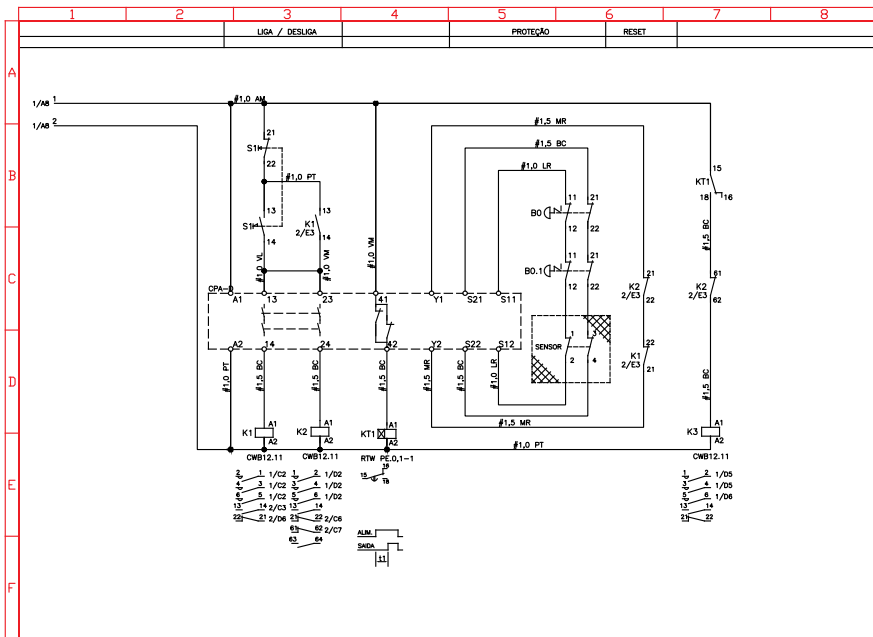 1 2 3 4 5 6 7 8
LIGA / DESLIGA PROTEÇÃO RESET
A
1/A8 1 #1,0 AM
1/A8 2 #1,5 MR
B
21 #1,5 BC
S1
22 #1,0 LR
#1,0 PT 15
KT1
18 16
13 13 11 21
S1 K1 B0
2/E3
14 14 12 22
#1,0 VL #1,0 VM #1,0 VM #1,5 BC
C
11 21
B0.1
12 22
21 61
K2 K2
2/E3 2/E3
22 62
CPA-D
A1 13 23 41 Y1 S21 S11
1 3
SENSOR
2 4
22
K1
2/E3
21
A2 14 24 42 Y2 S22 S12
D
#1,0 PT #1,5 BC #1,5 BC #1,5 BC #1,5 MR #1,5 BC #1,0 LR #1,5 BC
#1,5 MR
K1 A1 A2 K2 A1 A2 KT1 A1 A2 K3 A1 A2
#1,0 PT
CWB12.11 CWB12.11 RTW PE.0,1-1 CWB12.11
E
2 1 1/C2 1 2 1/D2 15 16 18 1 2 1/D5
4 3 1/C2 3 4 1/D2 3 4 1/D5
6 5 1/C2 5 6 1/D2 5 6 1/D6
13 14 2/C3 13 14 13 14
22 21 2/D6 21 22 2/C6 21 22
61 62 2/C7
63 64
ALIM.
SAIDA
t1
F